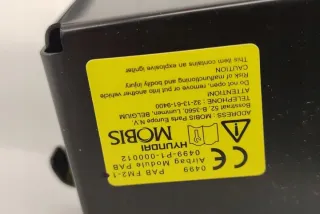 PAB FM2-1
0499
Airbag Module PAB
0499-P1-000012
CE
HYUNDAI
MOBIS
ADDRESS : MOBIS Parts Europe N.V.
Bosstraat 52, B-3560, Lummen, BELGIUM
TELEPHONE : 32-13-61-9400
ATTENTION
Do not open, remove or put into another vehicle
Risk of malfunctioning and bodily injury
CAUTION
This item contains an explosive igniter